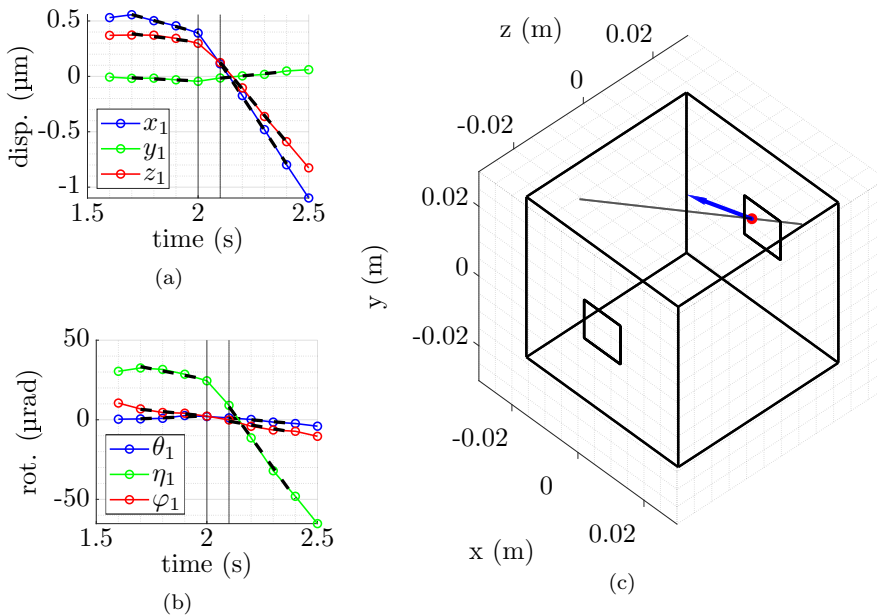 0.5
0
-0.5
-1
disp. (µm)
x₁
y₁
z₁
1.5
2
2.5
time (s)
(a)
50
0
-50
rot. (µrad)
θ₁
η₁
φ₁
1.5
2
2.5
time (s)
(b)
z (m)
0.02
0
-0.02
0.02
0
-0.02
y (m)
-0.02
0
0.02
x (m)
(c)